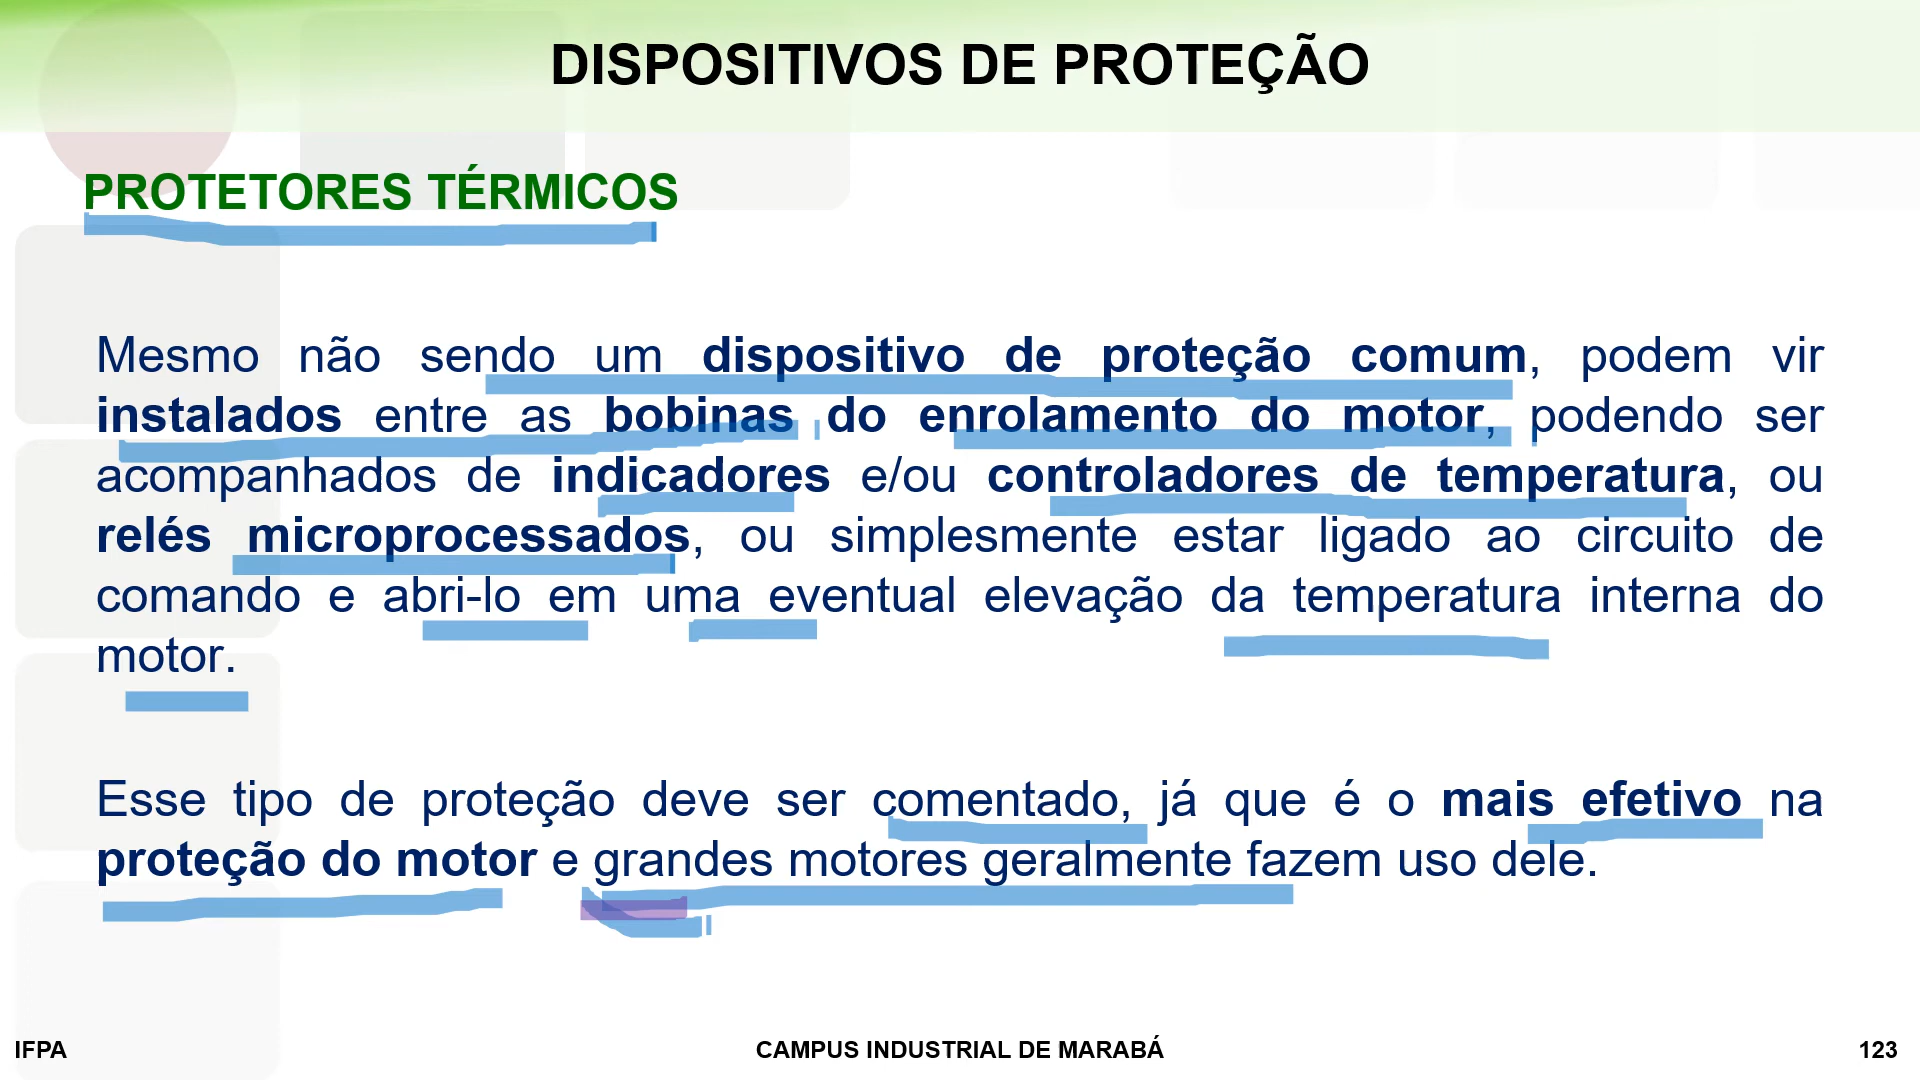 DISPOSITIVOS DE PROTEÇÃO
PROTETORES TÉRMICOS
Mesmo não sendo um dispositivo de proteção comum, podem vir
instalados entre as bobinas do enrolamento do motor, podendo ser
acompanhados de indicadores e/ou controladores de temperatura, ou
relés microprocessados, ou simplesmente estar ligado ao circuito de
comando e abri-lo em uma eventual elevação da temperatura interna do
motor.
Esse tipo de proteção deve ser comentado, já que é o mais efetivo na
proteção do motor e grandes motores geralmente fazem uso dele.
IFPA
CAMPUS INDUSTRIAL DE MARABÁ
123